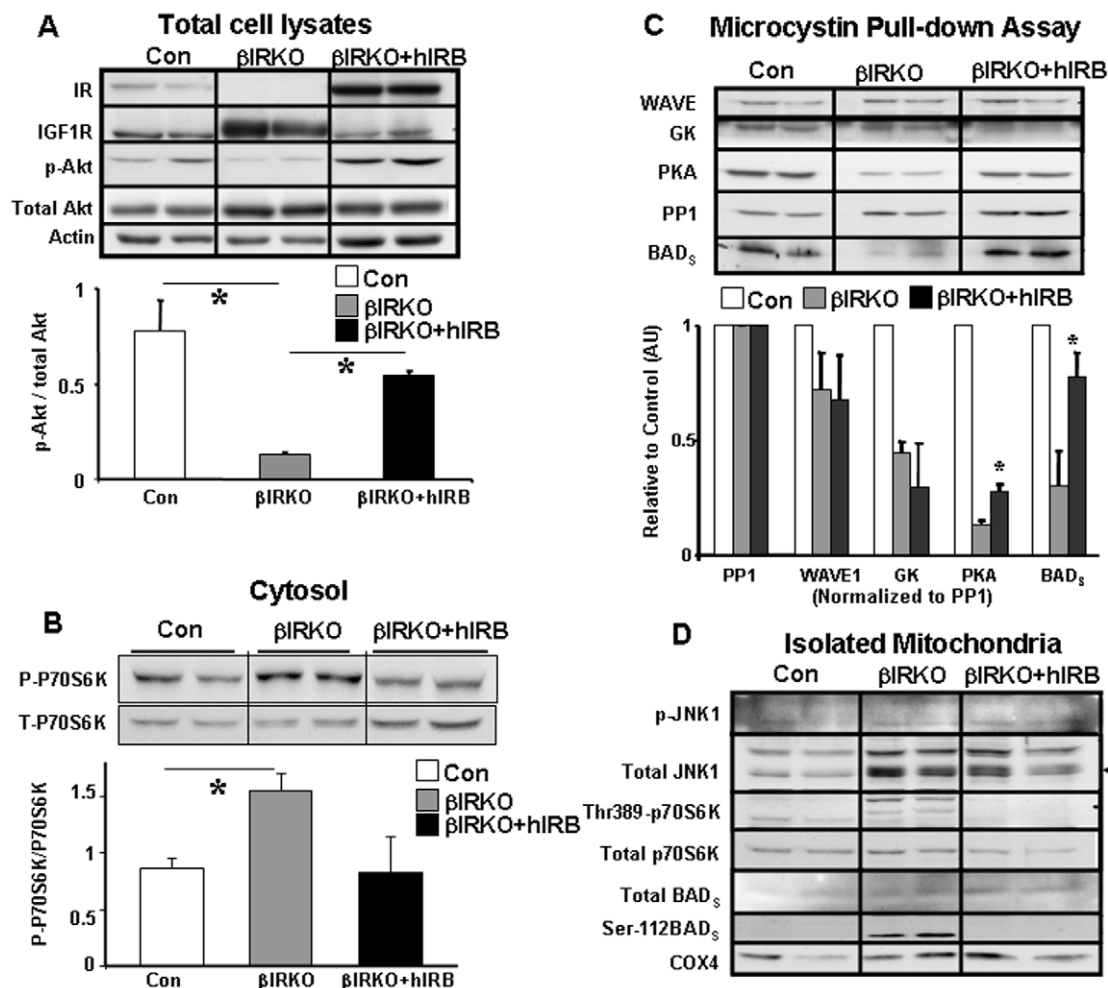 A
Total cell lysates
Con βIRKO βIRKO+hIRB
IR
IGF1R
p-Akt
Total Akt
Actin
Con
βIRKO
βIRKO+hIRB
*
*
p-Akt / total Akt
1
0.5
0
Con βIRKO βIRKO+hIRB
B
Cytosol
Con βIRKO βIRKO+hIRB
P-P70S6K
T-P70S6K
Con
βIRKO
βIRKO+hIRB
*
P-P70S6K/P70S6K
1.5
1
0.5
0
Con βIRKO βIRKO+hIRB
C
Microcystin Pull-down Assay
Con βIRKO βIRKO+hIRB
WAVE
GK
PKA
PP1
BADS
Con βIRKO βIRKO+hIRB
*
*
Relative to Control (AU)
1
0.5
0
PP1 WAVE1 GK PKA BADS
(Normalized to PP1)
D
Isolated Mitochondria
Con βIRKO βIRKO+hIRB
p-JNK1
Total JNK1
Thr389-p70S6K
Total p70S6K
Total BADS
Ser-112BADS
COX4